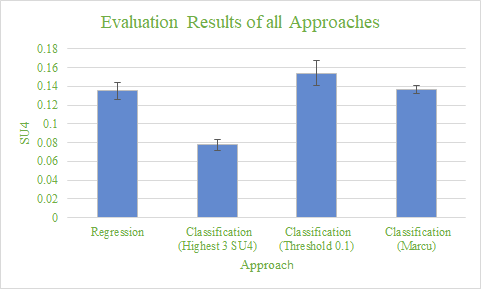 Evaluation Results of all Approaches
0.18
0.16
0.14
0.12
0.1
0.08
0.06
0.04
0.02
0
SU4
Regression
Classification
(Highest 3 SU4)
Classification
(Threshold 0.1)
Classification
(Marcu)
Approach